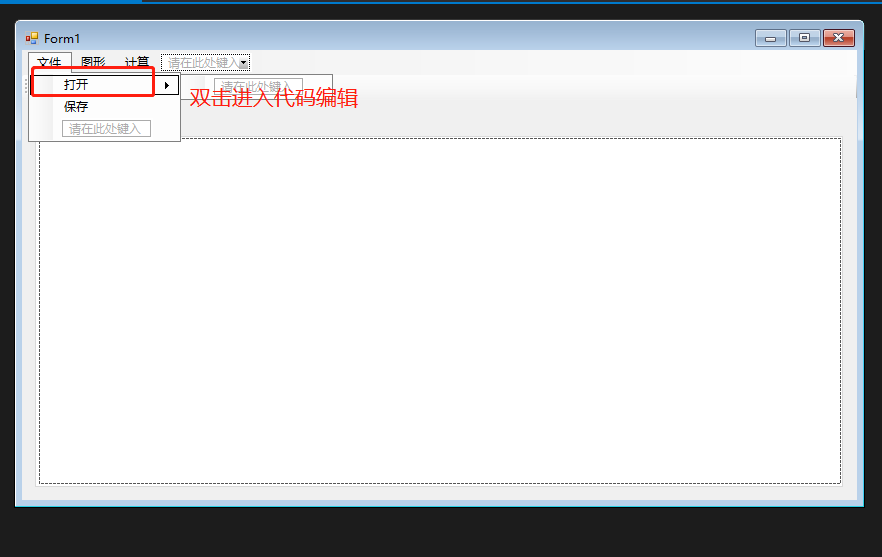 Form1
文件 图形 计算 请在此处键入
打开 请在此处键入
双击进入代码编辑
保存
请在此处键入